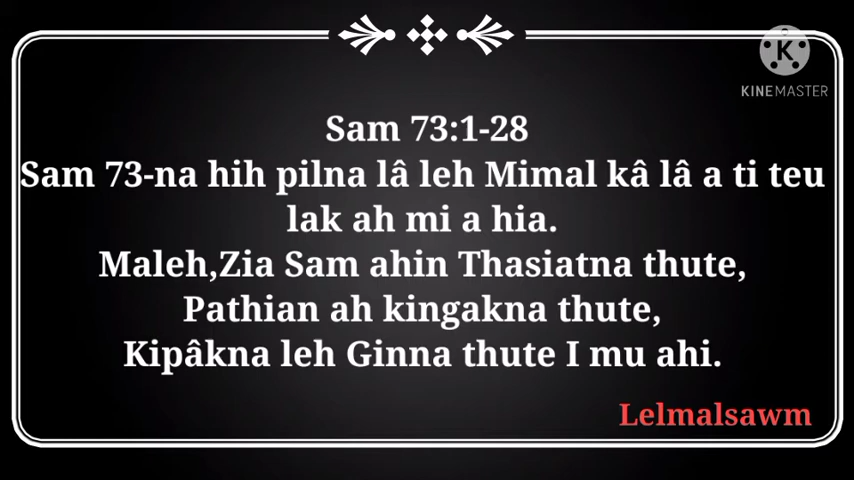 K
KINEMASTER
Sam 73:1-28
Sam 73-na hih pilna lâ leh Mimal kâ lâ a ti teu
lak ah mi a hia.
Maleh,Zia Sam ahin Thasiatna thute,
Pathian ah kingakna thute,
Kipâkna leh Ginna thute I mu ahi.
Lelmalsawm